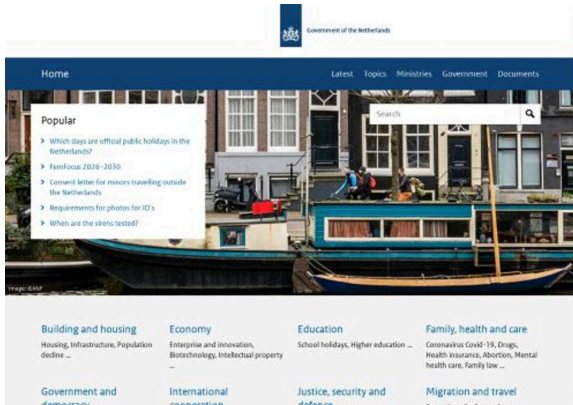 Government of the Netherlands
Home
Latest Topics Ministries Government Documents
Search
Popular
Which days are official public holidays in the
Netherlands?
FemFocus 2026-2030
Consent letter for minors travelling outside
the Netherlands
Requirements for photos for ID's
When are the sirens tested?
Image: ©ANP
Building and housing
Housing, Infrastructure, Population
decline ...
Economy
Enterprise and innovation,
Biotechnology, Intellectual property
...
Education
School holidays, Higher education ...
Family, health and care
Coronavirus Covid-19, Drugs,
Health insurance, Abortion, Mental
health care, Family law ...
Government and
democracy
International
cooperation
Justice, security and
defence
Migration and travel